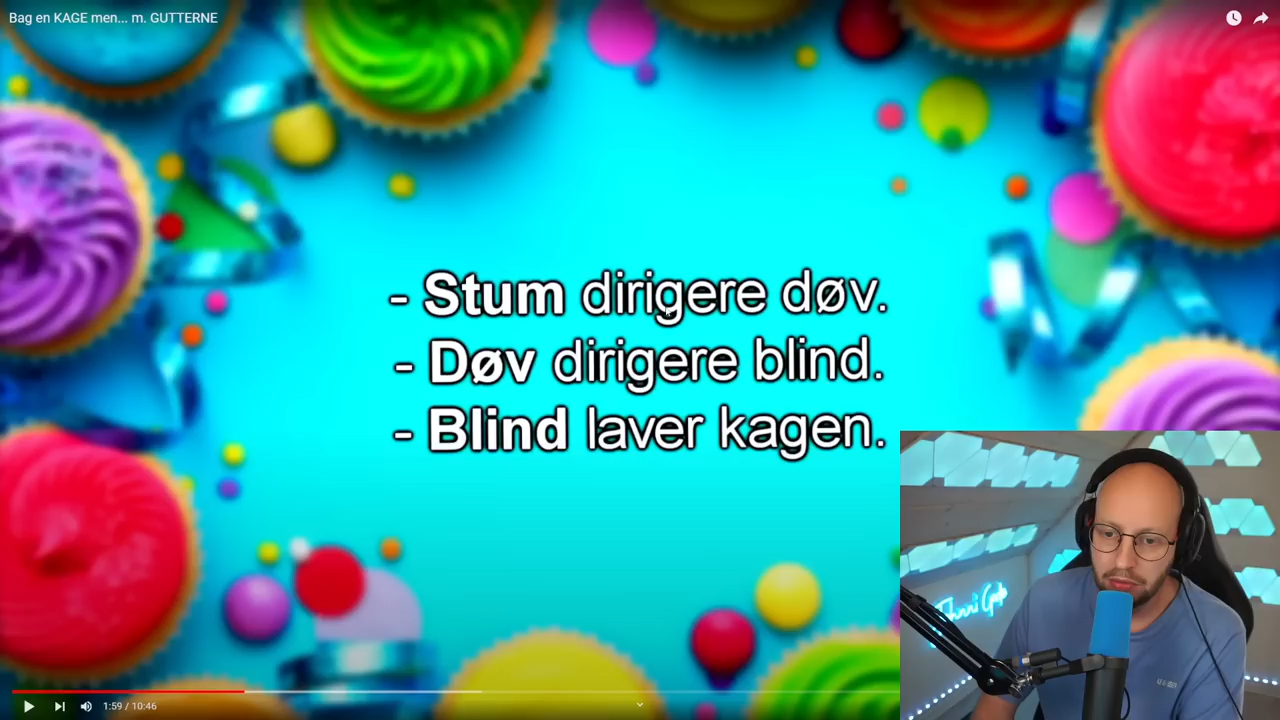 Bag en KAGE men... m. GUTTERNE
- Stum dirigere døv.
- Døv dirigere blind.
- Blind laver kagen.
1:59 / 10:46